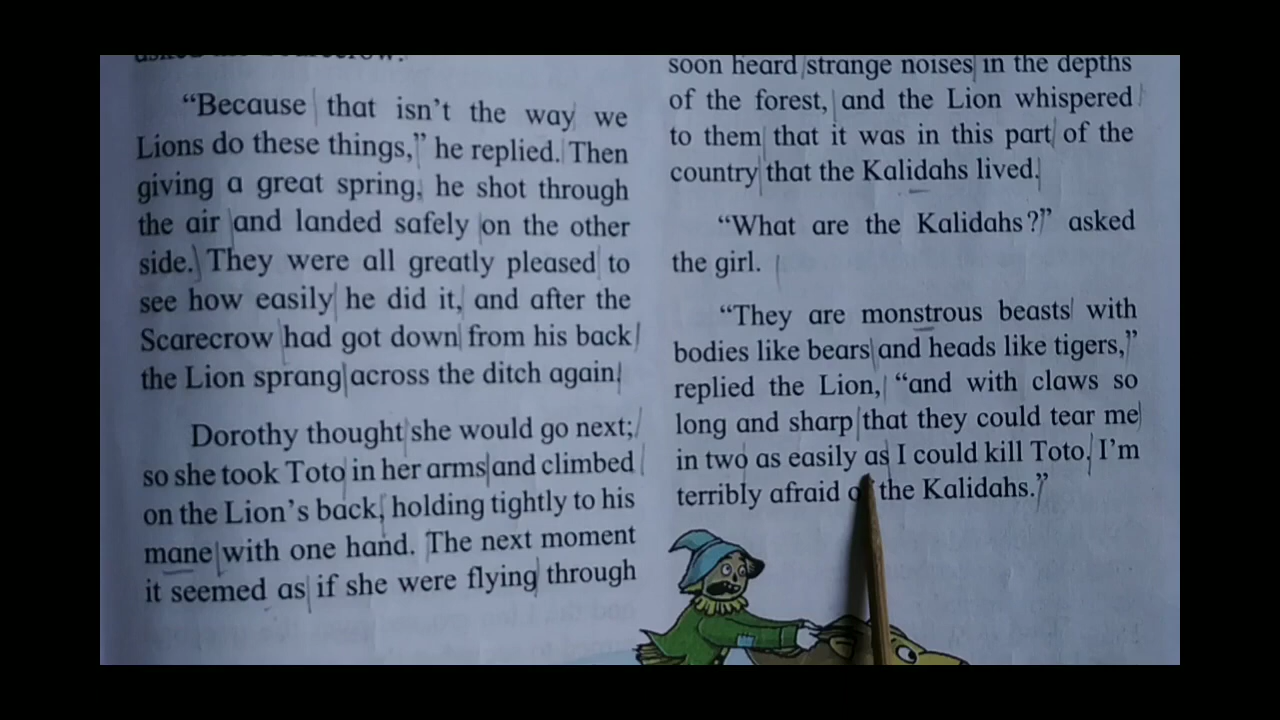 "Because that isn't the way we
Lions do these things," he replied. Then
giving a great spring, he shot through
the air and landed safely on the other
side. They were all greatly pleased to
see how easily he did it, and after the
Scarecrow had got down from his back
the Lion sprang across the ditch again.
Dorothy thought she would go next;
so she took Toto in her arms and climbed
on the Lion's back, holding tightly to his
mane with one hand. The next moment
it seemed as if she were flying through
soon heard strange noises in the depths
of the forest, and the Lion whispered
to them that it was in this part of the
country that the Kalidahs lived.
"What are the Kalidahs?" asked
the girl.
"They are monstrous beasts with
bodies like bears and heads like tigers,"
replied the Lion, "and with claws so
long and sharp that they could tear me
in two as easily as I could kill Toto. I'm
terribly afraid the Kalidahs."